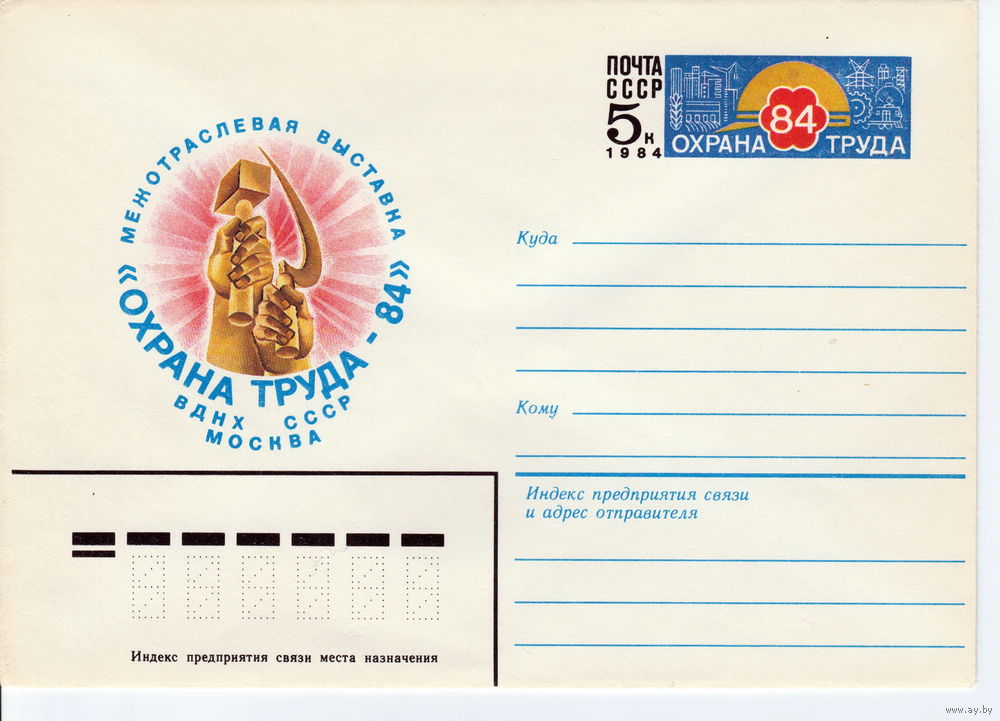 ПОЧТА
СССР
5 к
1984
84
ОХРАНА ТРУДА
МЕЖОТРАСЛЕВАЯ ВЫСТАВКА
«ОХРАНА ТРУДА - 84»
ВДНХ СССР
МОСКВА
Куда
Кому
Индекс предприятия связи
и адрес отправителя
Индекс предприятия связи места назначения
www.ay.by